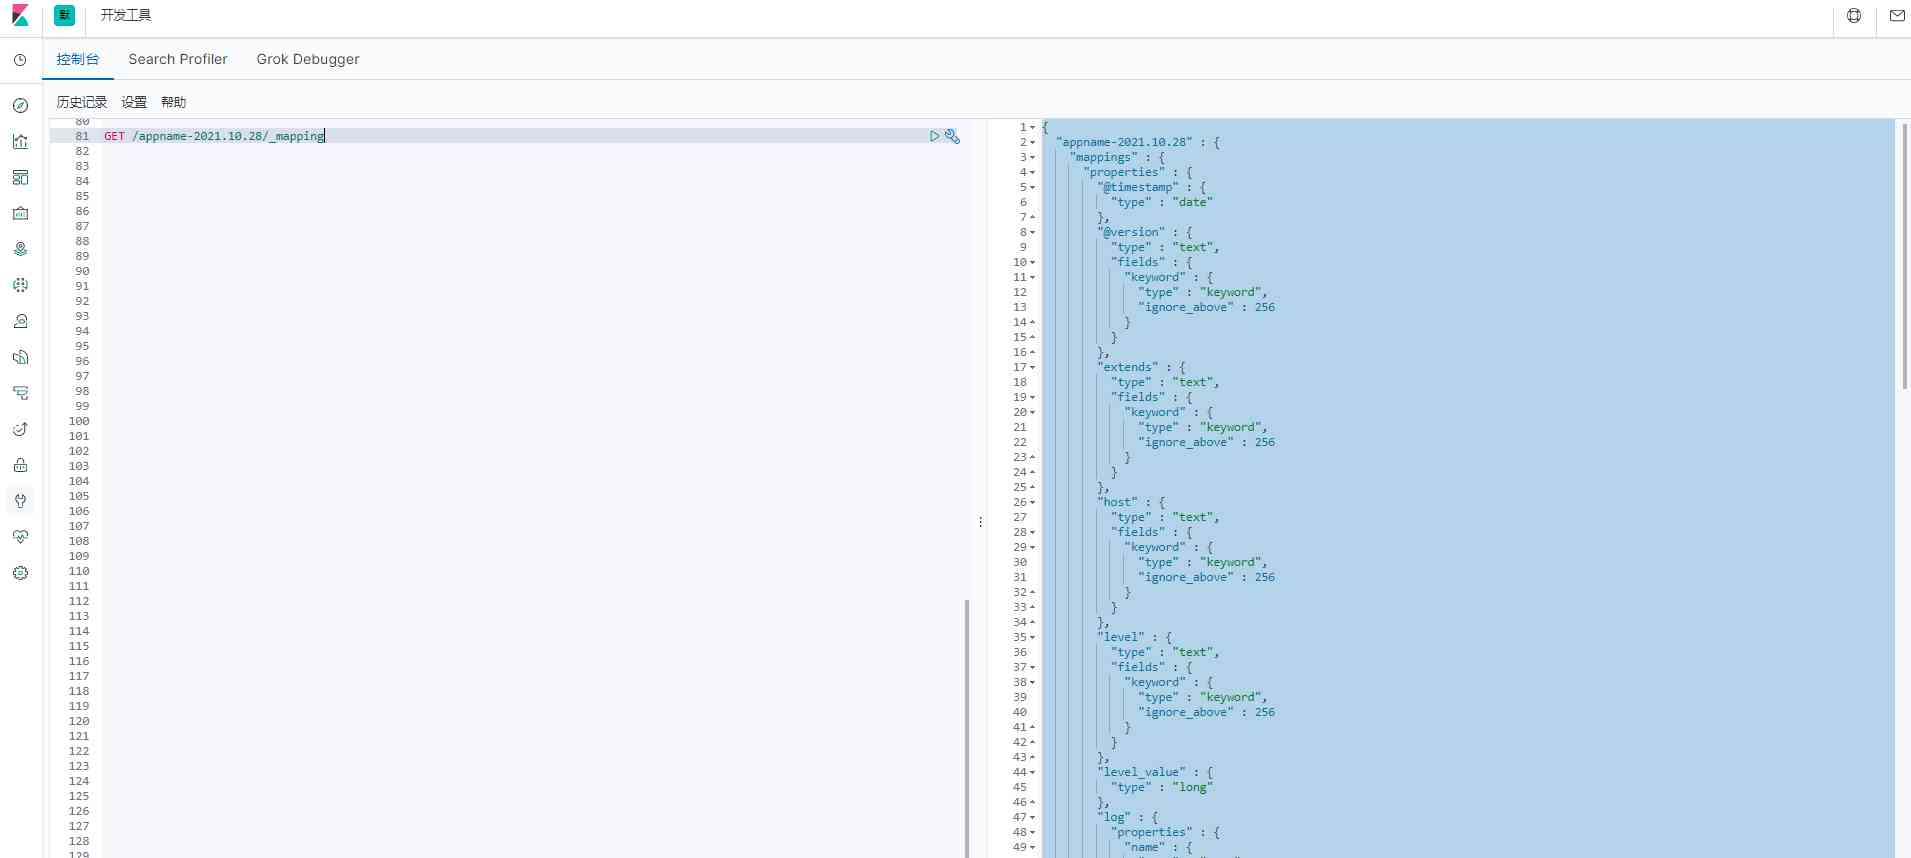 默
开发工具
控制台 Search Profiler Grok Debugger
历史记录 设置 帮助
80
81 GET /appname-2021.10.28/_mapping
82
83
84
85
86
87
88
89
90
91
92
93
94
95
96
97
98
99
100
101
102
103
104
105
106
107
108
109
110
111
112
113
114
115
116
117
118
119
120
121
122
123
124
125
126
127
128
129
1 {
2 "appname-2021.10.28" : {
3 "mappings" : {
4 "properties" : {
5 "@timestamp" : {
6 "type" : "date"
7 },
8 "@version" : {
9 "type" : "text",
10 "fields" : {
11 "keyword" : {
12 "type" : "keyword",
13 "ignore_above" : 256
14 }
15 }
16 },
17 "extends" : {
18 "type" : "text",
19 "fields" : {
20 "keyword" : {
21 "type" : "keyword",
22 "ignore_above" : 256
23 }
24 }
25 },
26 "host" : {
27 "type" : "text",
28 "fields" : {
29 "keyword" : {
30 "type" : "keyword",
31 "ignore_above" : 256
32 }
33 }
34 },
35 "level" : {
36 "type" : "text",
37 "fields" : {
38 "keyword" : {
39 "type" : "keyword",
40 "ignore_above" : 256
41 }
42 }
43 },
44 "level_value" : {
45 "type" : "long"
46 },
47 "log" : {
48 "properties" : {
49 "name" : {